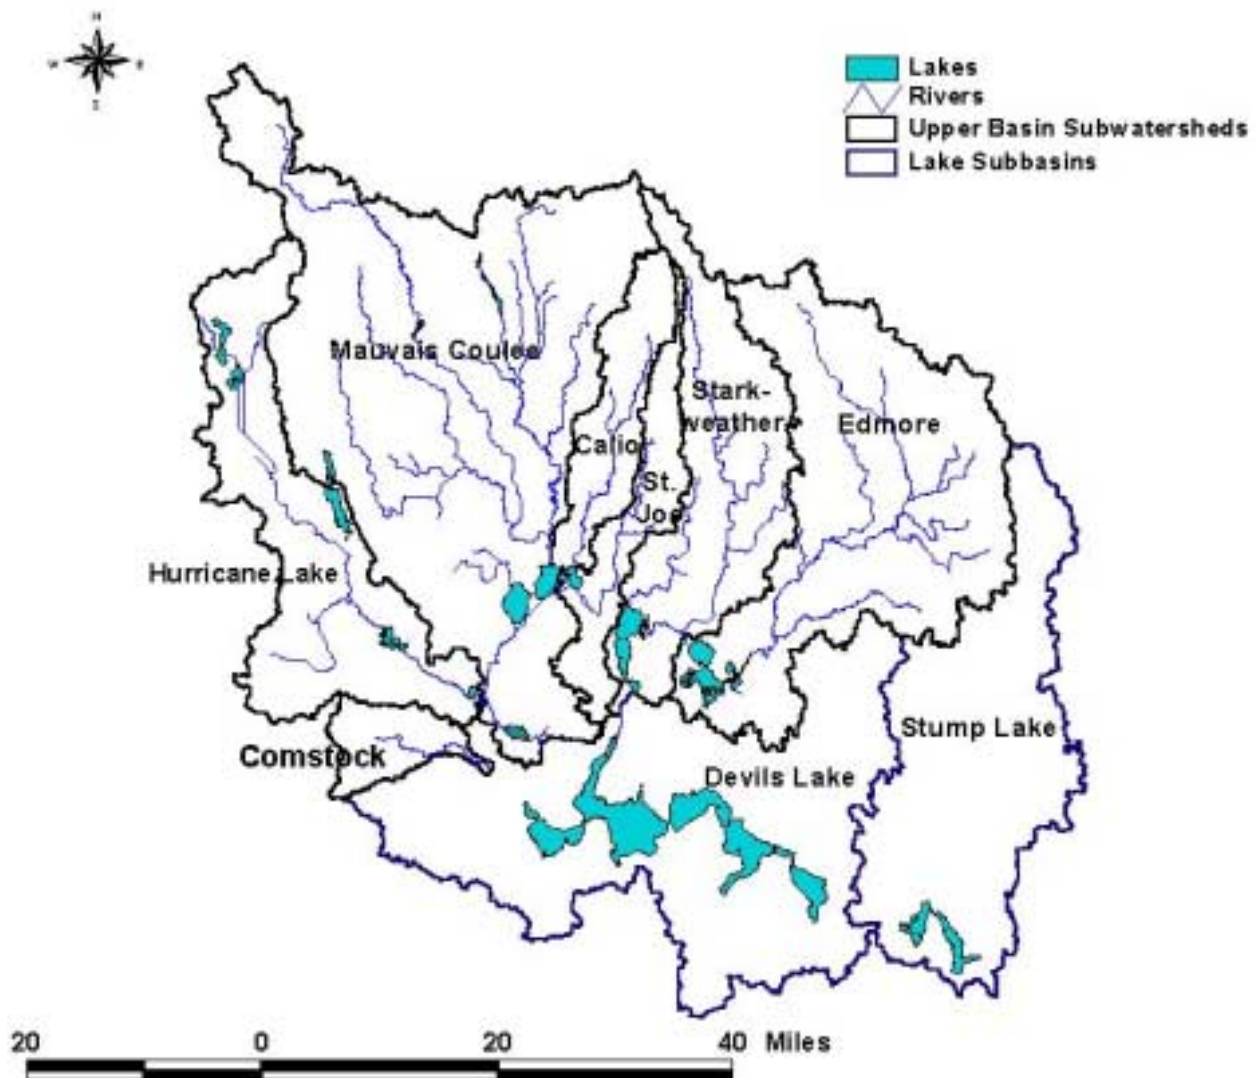 N
W
E
S
Lakes
Rivers
Upper Basin Subwatersheds
Lake Subbasins
Mauvais Coulee
Stark-
weather
Edmore
Calio
St.
Joe
Hurricane Lake
Stump Lake
Comstock
Devils Lake
20 0 20 40 Miles